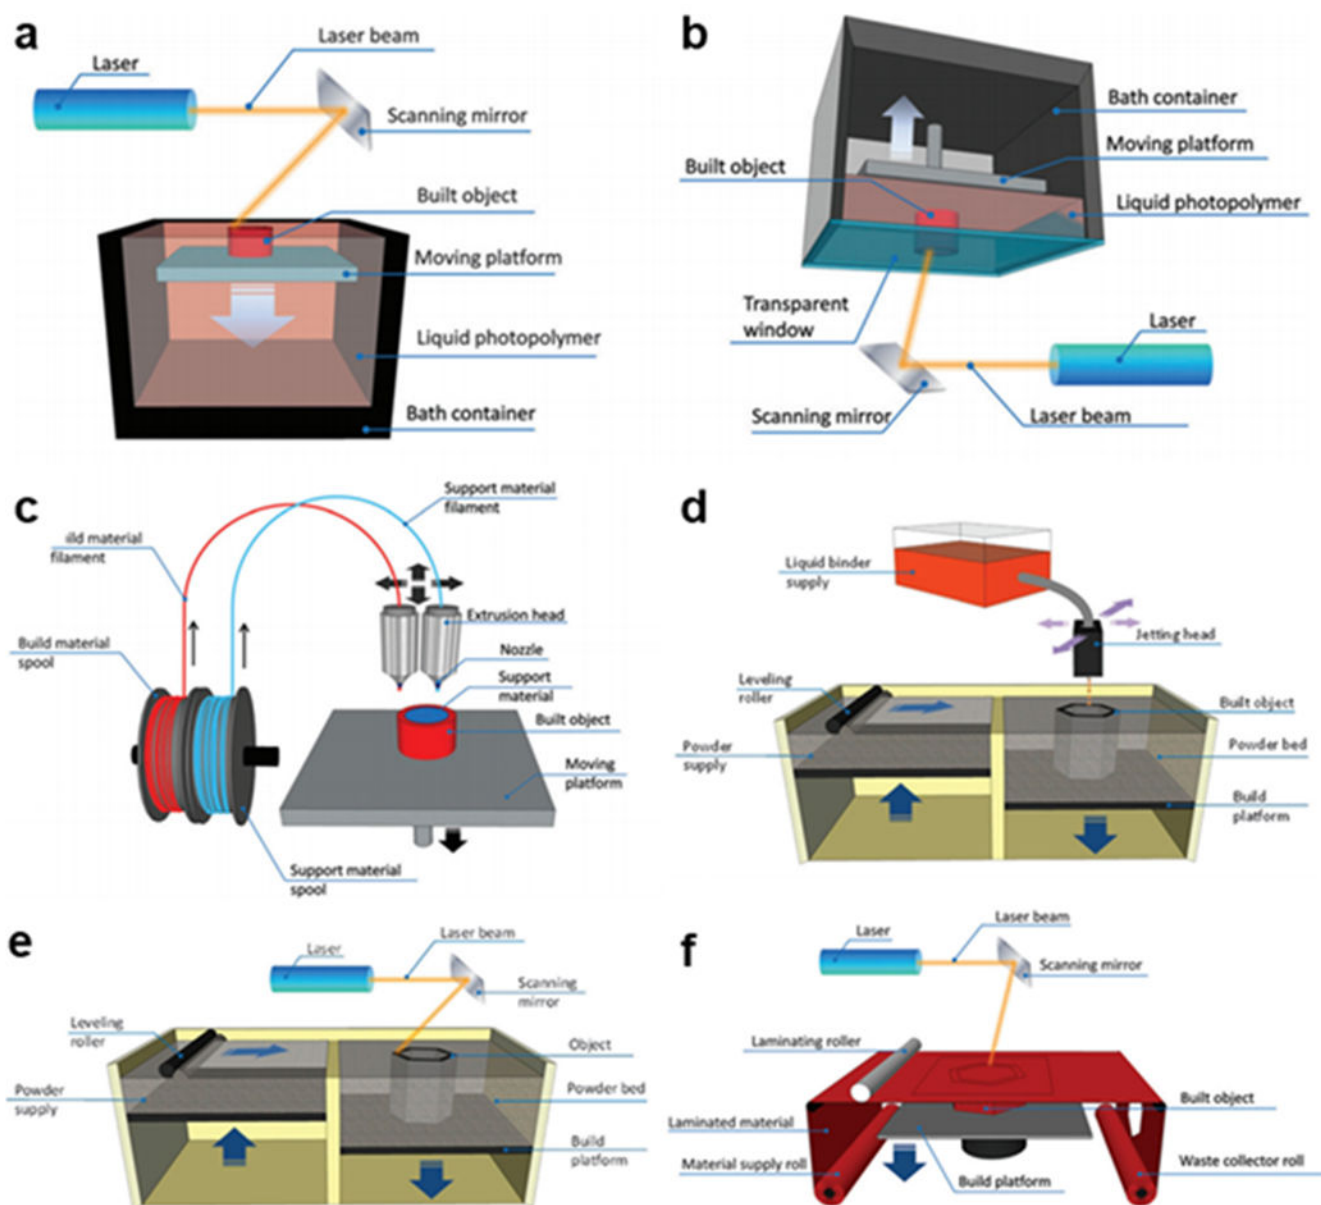 a
Laser beam
Laser
Scanning mirror
Built object
Moving platform
Liquid photopolymer
Bath container
b
Bath container
Moving platform
Built object
Liquid photopolymer
Transparent
window
Laser
Scanning mirror
Laser beam
c
Support material
filament
ild material
filament
Extrusion head
Build material
spool
Nozzle
Support
material
Built object
Moving
platform
Support material
spool
d
Liquid binder
supply
Jetting head
Leveling
roller
Built object
Powder
supply
Powder bed
Build
platform
e
Laser beam
Laser
Scanning
mirror
Leveling
roller
Object
Powder
supply
Powder bed
Build
platform
f
Laser beam
Laser
Scanning mirror
Laminating roller
Built object
Laminated material
Material supply roll
Waste collector roll
Build platform